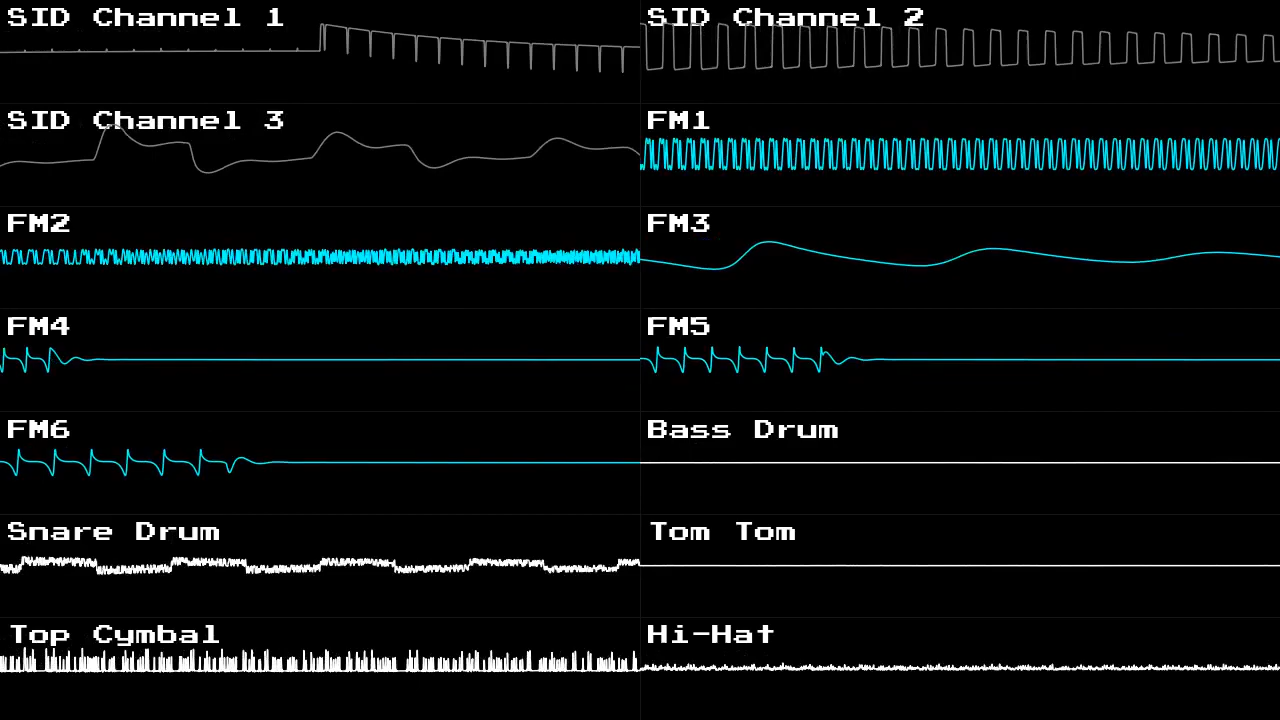 SID Channel 1
SID Channel 2
SID Channel 3
FM1
FM2
FM3
FM4
FM5
FM6
Bass Drum
Snare Drum
Tom Tom
Top Cymbal
Hi-Hat